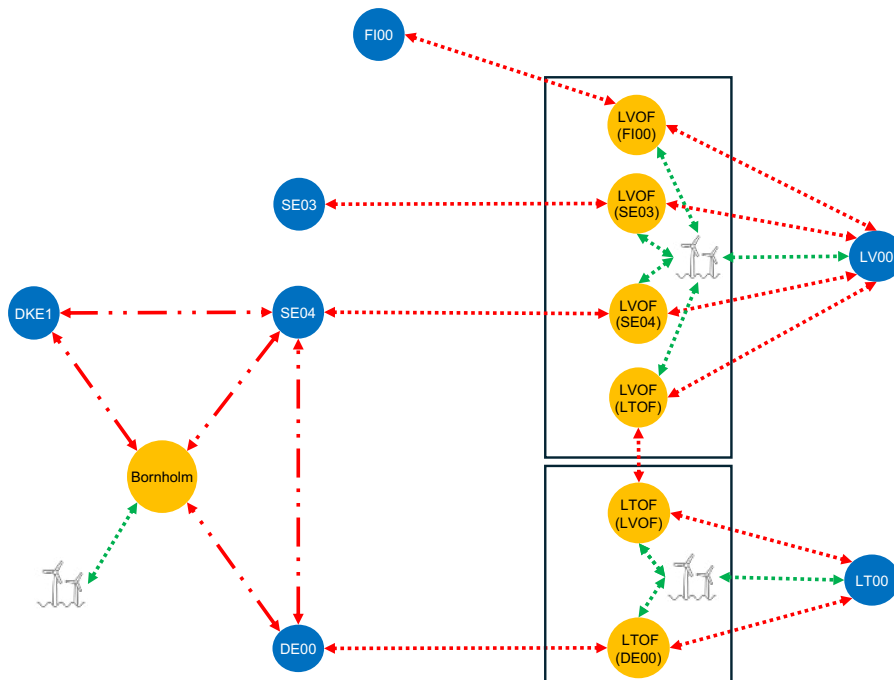 FI00
LVOF
(FI00)
SE03
LVOF
(SE03)
LV00
DKE1
SE04
LVOF
(SE04)
LVOF
(LTOF)
Bornholm
LTOF
(LVOF)
LT00
DE00
LTOF
(DE00)